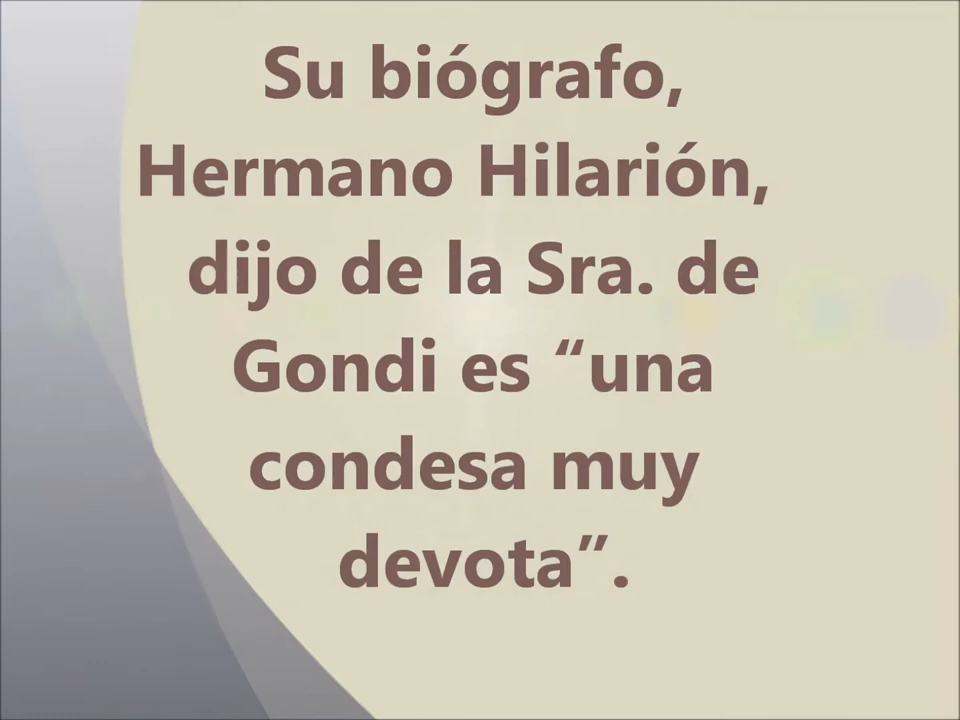 Su biógrafo,
Hermano Hilarión,
dijo de la Sra. de
Gondi es “una
condesa muy
devota”.